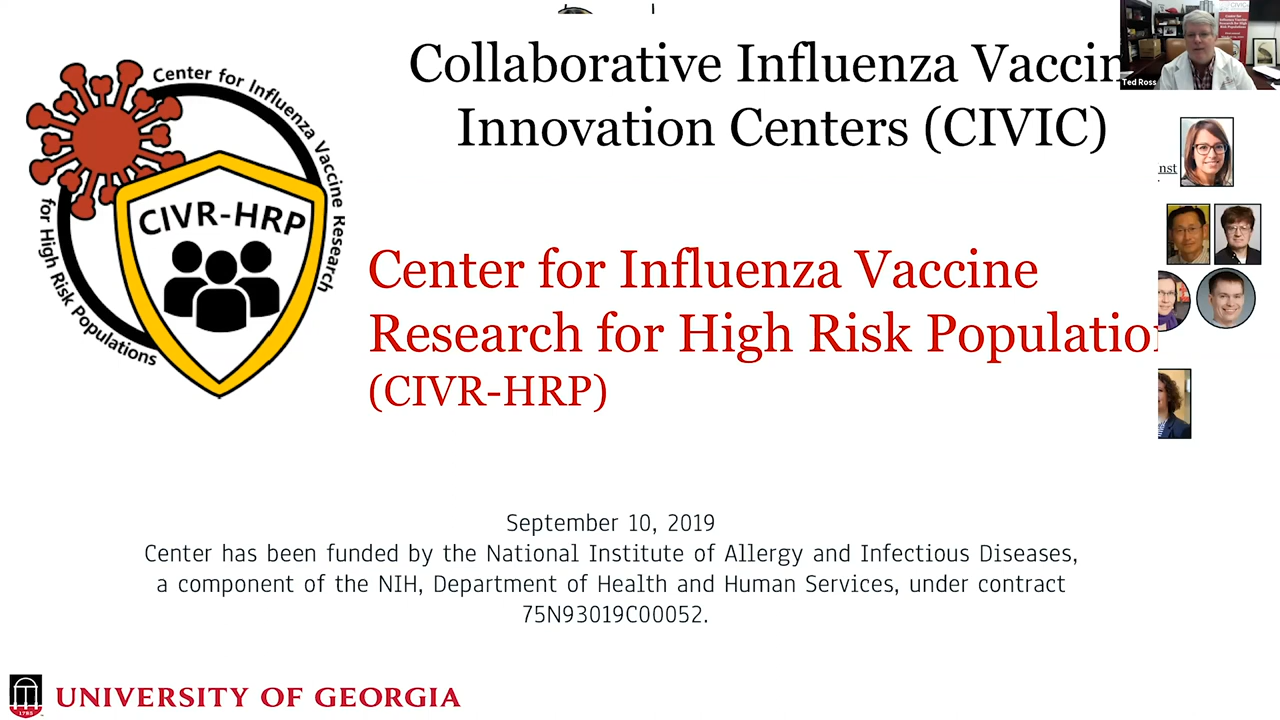 Collaborative Influenza Vaccin
Innovation Centers (CIVIC)
Ted Ross
Center for Influenza Vaccine Research
for High Risk Populations
CIVR-HRP
nst
Center for Influenza Vaccine
Research for High Risk Populatio
(CIVR-HRP)
September 10, 2019
Center has been funded by the National Institute of Allergy and Infectious Diseases,
a component of the NIH, Department of Health and Human Services, under contract
75N93019C00052.
1785
UNIVERSITY OF GEORGIA